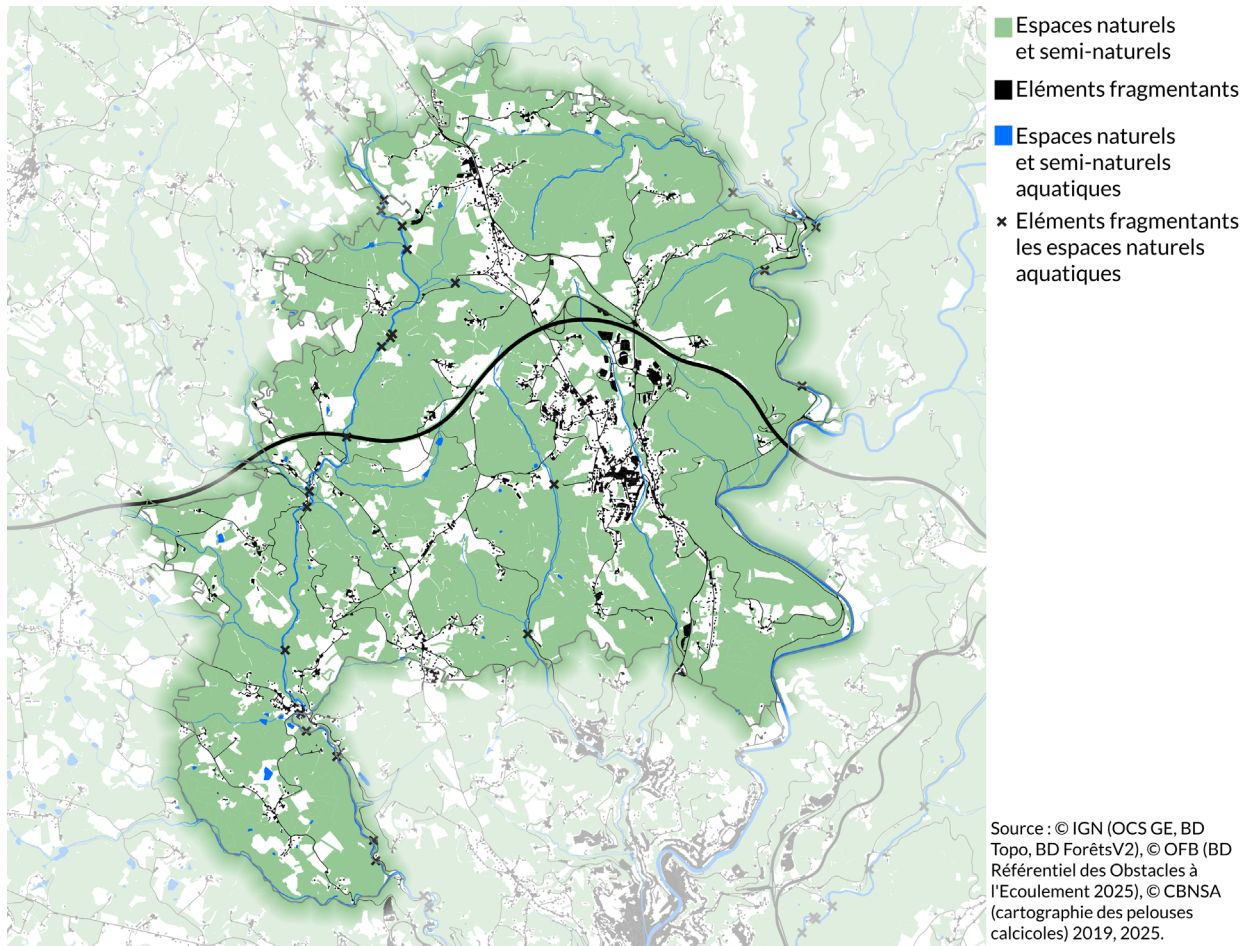 Espaces naturels
et semi-naturels
Eléments fragmentants
Espaces naturels
et semi-naturels
aquatiques
Eléments fragmentants
les espaces naturels
aquatiques
Source : © IGN (OCS GE, BD
Topo, BD ForêtsV2), © OFB (BD
Référentiel des Obstacles à
l'Ecoulement 2025), © CBNSA
(cartographie des pelouses
calcicoles) 2019, 2025.